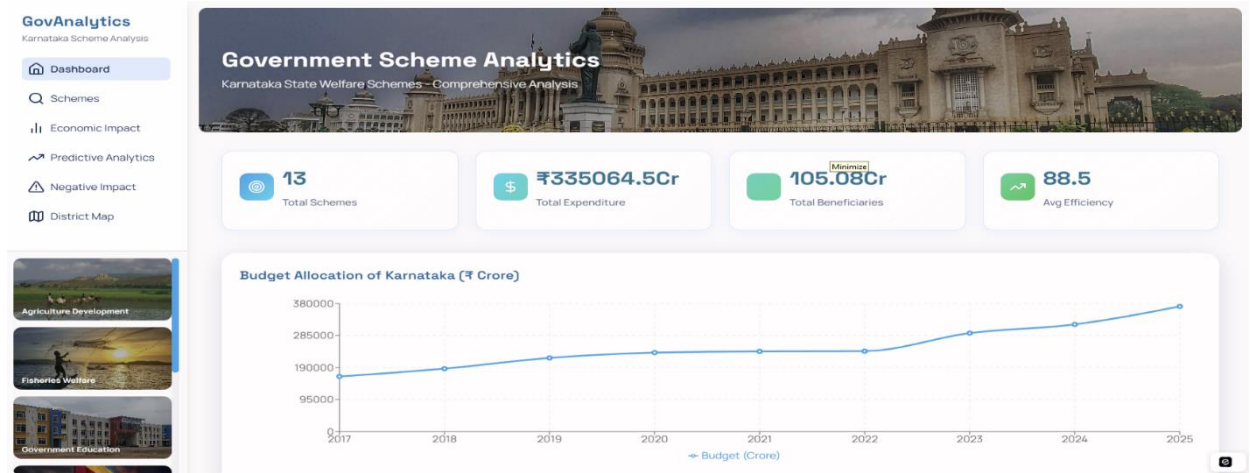 GovAnalytics
Karnataka Scheme Analysis
Dashboard
Schemes
Economic Impact
Predictive Analytics
Negative Impact
District Map
Agriculture Development
Fisheries Welfare
Government Education
Government Scheme Analytics
Karnataka State Welfare Schemes - Comprehensive Analysis
13
Total Schemes
$
₹335064.5Cr
Total Expenditure
Minimize
105.08Cr
Total Beneficiaries
88.5
Avg Efficiency
Budget Allocation of Karnataka (₹ Crore)
380000
285000
190000
95000
0
2017 2018 2019 2020 2021 2022 2023 2024 2025
Budget (Crore)